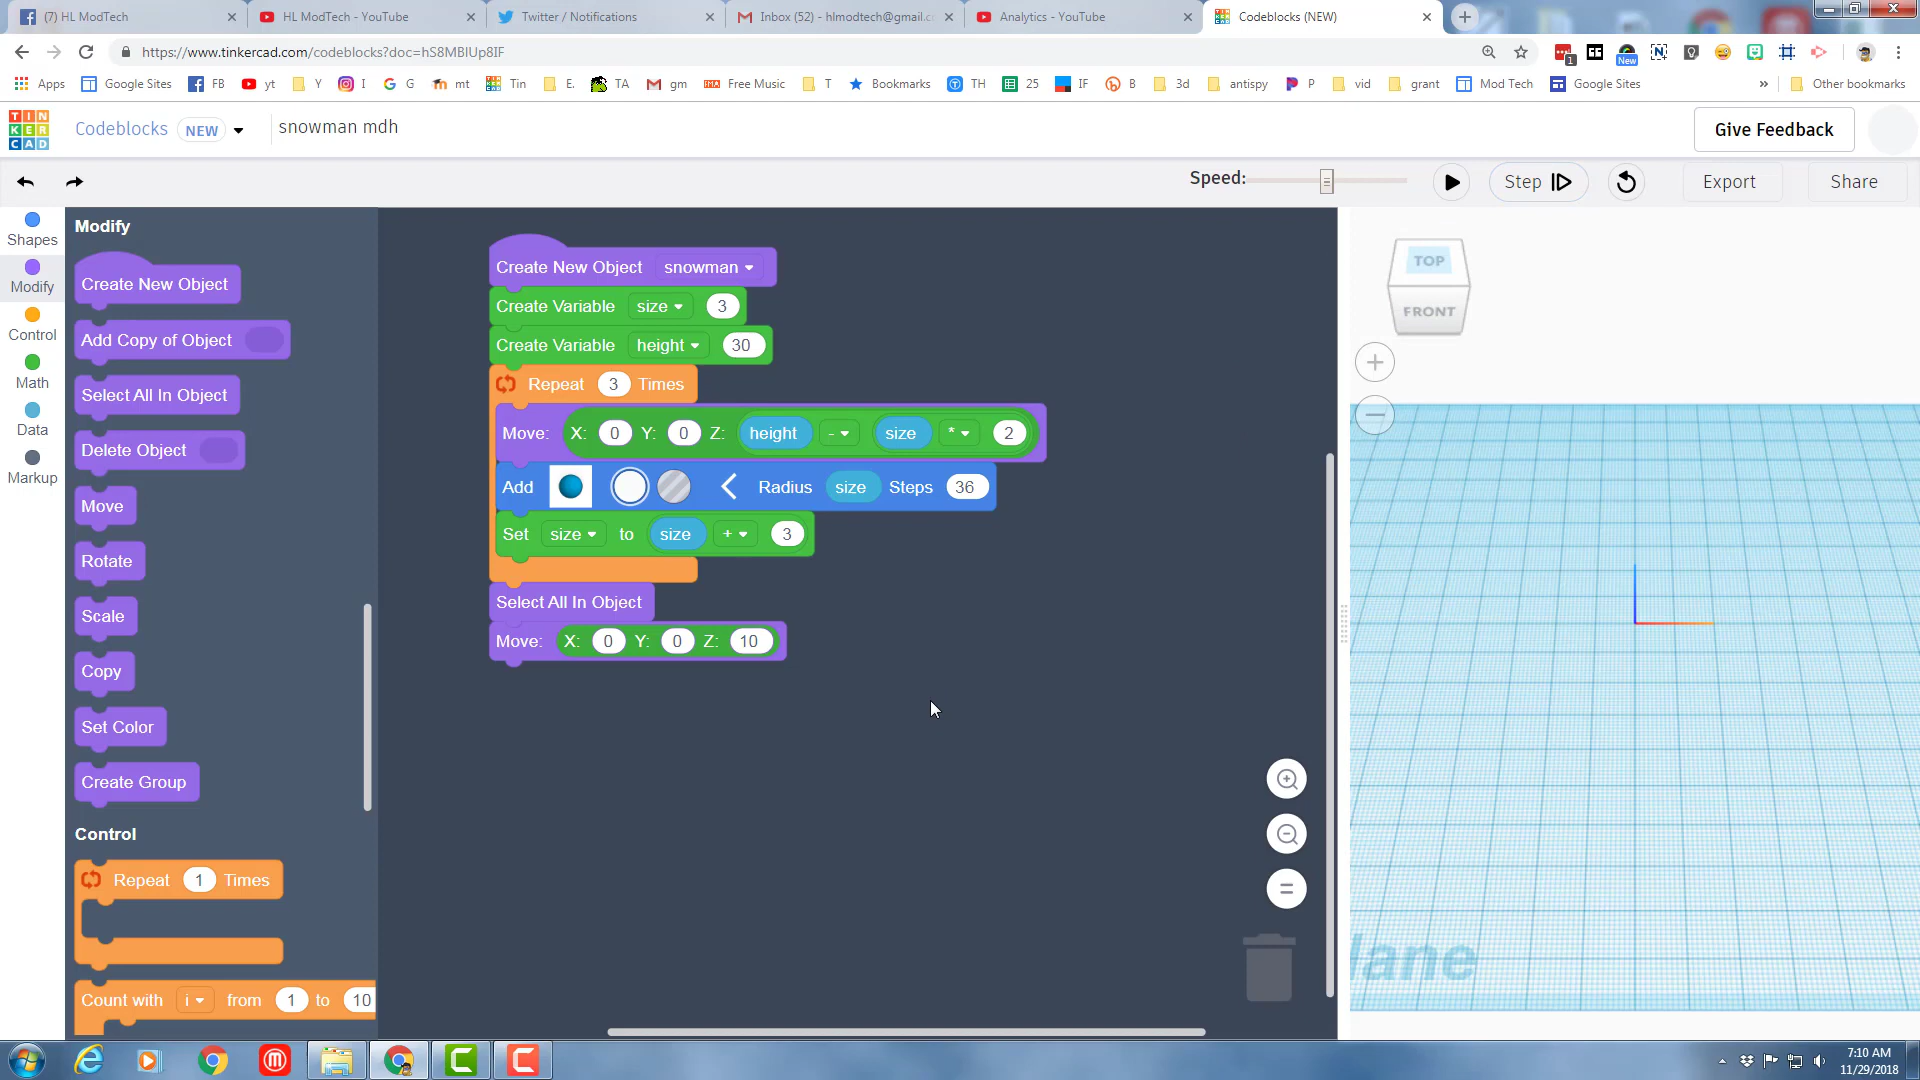 (7) HL ModTech
HL ModTech - YouTube
Twitter / Notifications
Inbox (52) - hlmodtech@gmail.c
Analytics - YouTube
Codeblocks (NEW)
https://www.tinkercad.com/codeblocks?doc=hS8MBlUp8IF
New
1
Apps Google Sites FB yt Y I G mt Tin E. TA gm Free Music T Bookmarks TH 25 IF B 3d antispy P vid grant Mod Tech Google Sites » Other bookmarks
TIN
KER
CAD
Codeblocks NEW snowman mdh
Give Feedback
Speed: Step Export Share
Shapes
Modify
Control
Math
Data
Markup
Modify
Create New Object
Add Copy of Object
Select All In Object
Delete Object
Move
Rotate
Scale
Copy
Set Color
Create Group
Control
Repeat 1 Times
Count with i from 1 to 10
Create New Object snowman
Create Variable size 3
Create Variable height 30
Repeat 3 Times
Move: X: 0 Y: 0 Z: height - size * 2
Add Radius size Steps 36
Set size to size + 3
Select All In Object
Move: X: 0 Y: 0 Z: 10
TOP
FRONT
lane
7:10 AM
11/29/2018